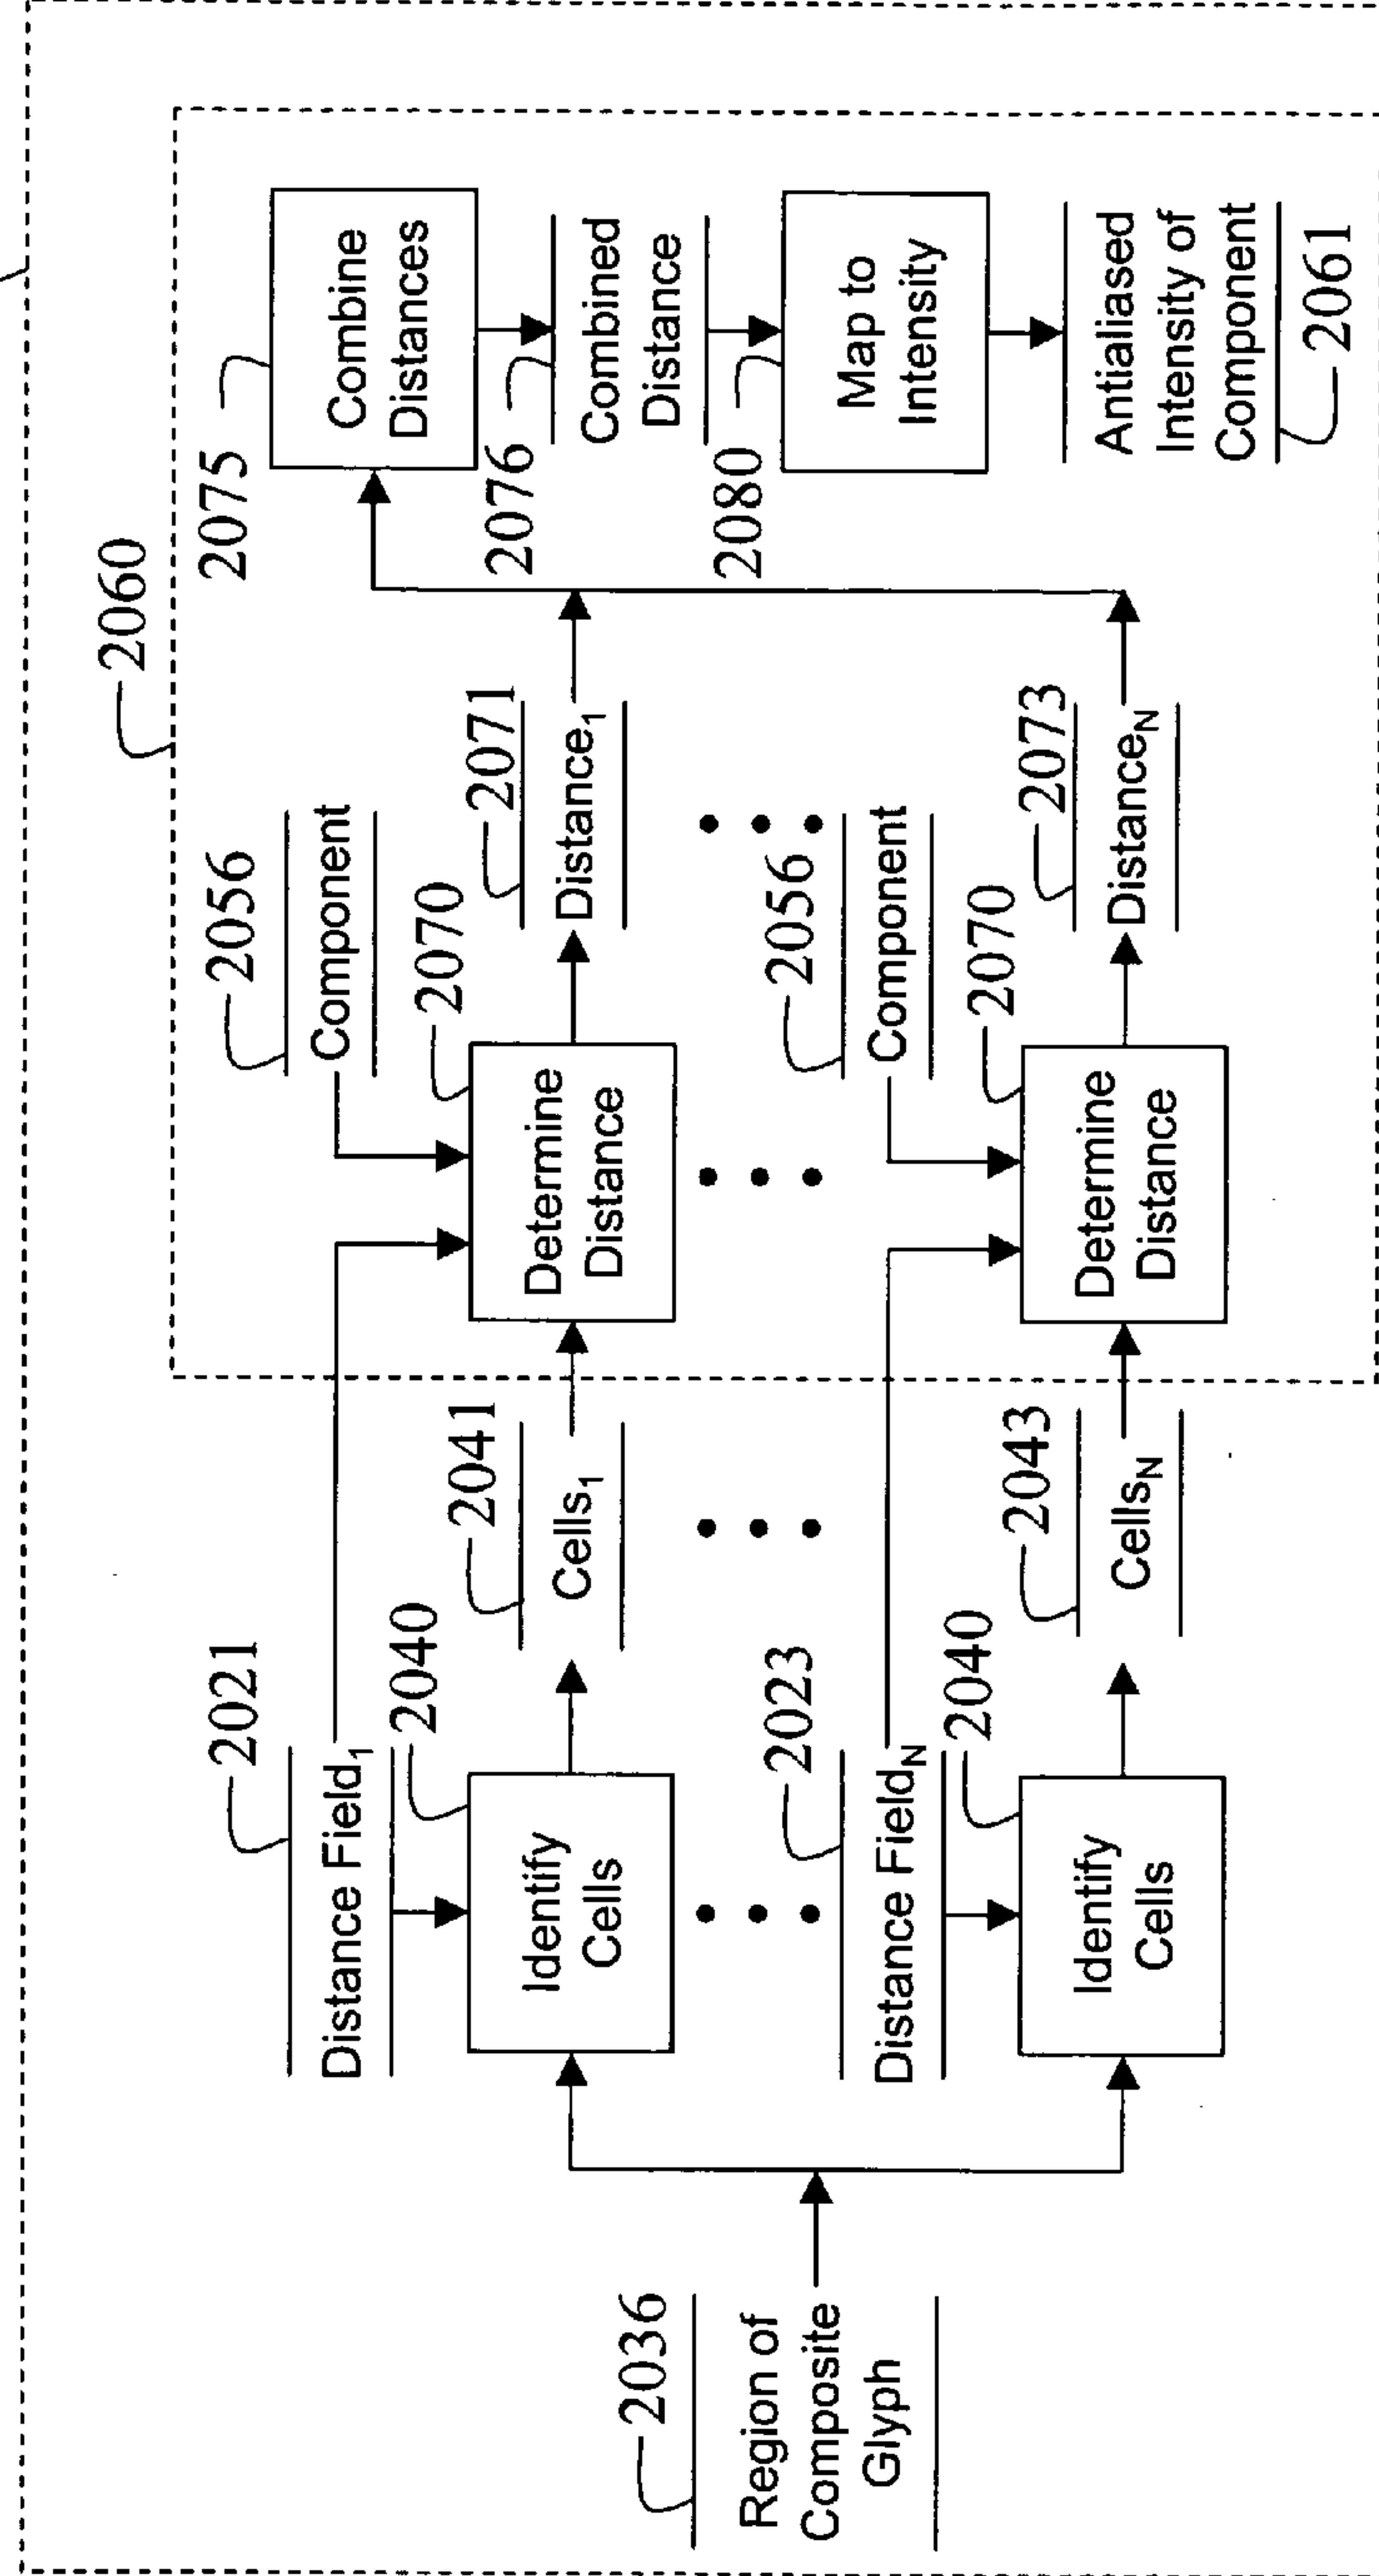 2060
2036
Region of
Composite
Glyph
2021
Distance Field₁
2040
Identify
Cells
2041
Cells₁
2056
Component
2070
Determine
Distance
2071
Distance₁
2075
Combine
Distances
2076
Combined
Distance
2080
Map to
Intensity
Antialiased
Intensity of
Component
2061
2023
Distance Fieldₙ
2040
Identify
Cells
2043
Cellsₙ
2056
Component
2070
Determine
Distance
2073
Distanceₙ